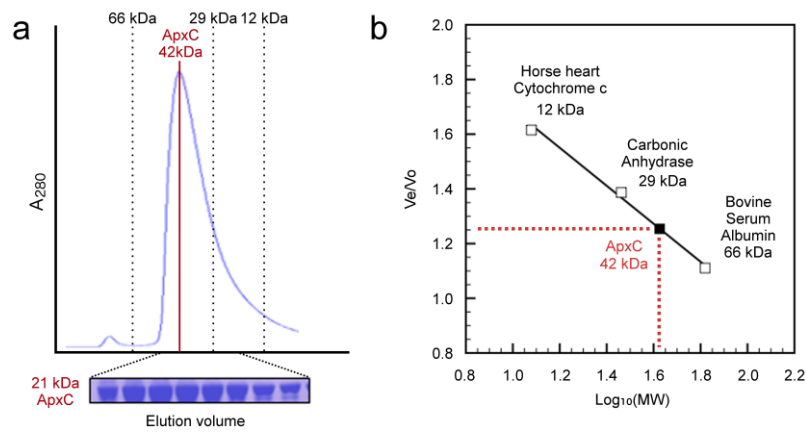 a
66 kDa
29 kDa
12 kDa
ApxC
42kDa
A280
21 kDa
ApxC
Elution volume
b
2.0
1.8
1.6
1.4
1.2
1.0
0.8
Ve/Vo
Horse heart
Cytochrome c
12 kDa
Carbonic
Anhydrase
29 kDa
Bovine
Serum
Albumin
66 kDa
ApxC
42 kDa
0.8 1.0 1.2 1.4 1.6 1.8 2.0 2.2
Log₁₀(MW)